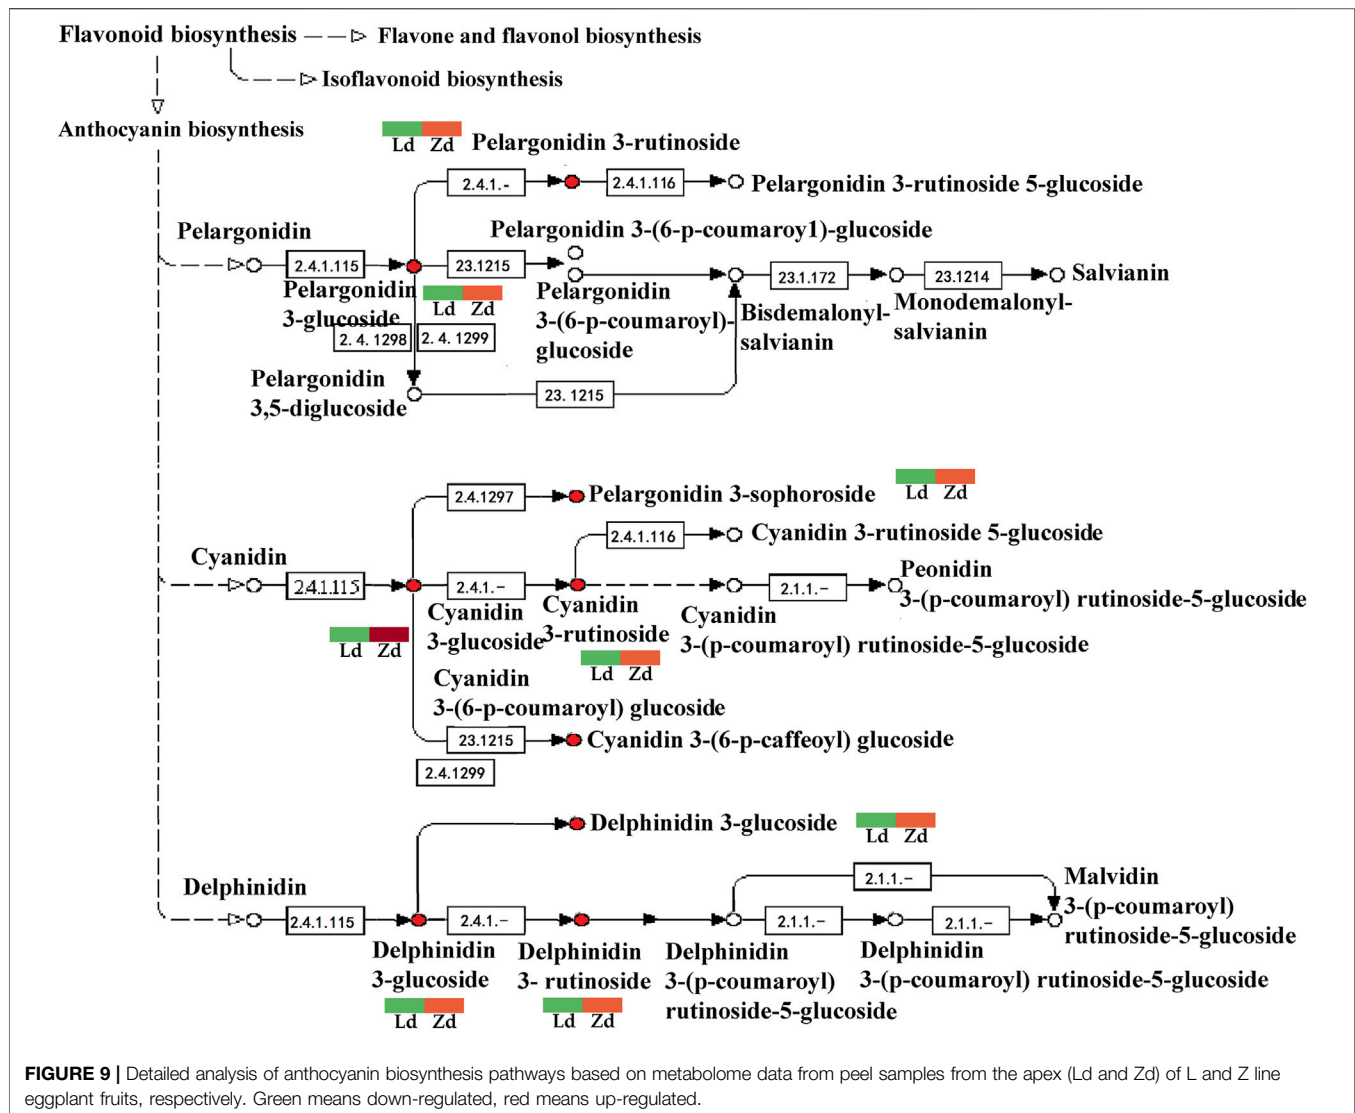 Flavonoid biosynthesis
Flavone and flavonol biosynthesis
Isoflavonoid biosynthesis
Anthocyanin biosynthesis
Ld Zd
Pelargonidin 3-rutinoside
2.4.1.-
2.4.1.116
Pelargonidin 3-rutinoside 5-glucoside
Pelargonidin
Pelargonidin 3-(6-p-coumaroy1)-glucoside
2.4.1.115
23.1215
Pelargonidin
3-glucoside
Ld Zd
Pelargonidin
3-(6-p-coumaroyl)-
glucoside
23.1.172
23.1214
Salvianin
Bisdemalonyl-
salvianin
Monodemalonyl-
salvianin
2. 4. 1298
2. 4. 1299
Pelargonidin
3,5-diglucoside
23. 1215
2.4.1297
Pelargonidin 3-sophoroside
Ld Zd
2.4.1.116
Cyanidin 3-rutinoside 5-glucoside
Cyanidin
2.4.1.115
2.4.1.-
2.1.1.-
Peonidin
3-(p-coumaroyl) rutinoside-5-glucoside
Cyanidin
3-glucoside
Cyanidin
3-rutinoside
Cyanidin
3-(p-coumaroyl) rutinoside-5-glucoside
Ld Zd
Ld Zd
Cyanidin
3-(6-p-coumaroyl) glucoside
23.1215
Cyanidin 3-(6-p-caffeoyl) glucoside
2.4.1299
Delphinidin 3-glucoside
Ld Zd
Delphinidin
2.4.1.115
2.4.1.-
2.1.1.-
2.1.1.-
2.1.1.-
Malvidin
3-(p-coumaroyl)
rutinoside-5-glucoside
Delphinidin
3-glucoside
Ld Zd
Delphinidin
3- rutinoside
Ld Zd
Delphinidin
3-(p-coumaroyl)
rutinoside-5-glucoside
Delphinidin
3-(p-coumaroyl) rutinoside-5-glucoside
FIGURE 9 | Detailed analysis of anthocyanin biosynthesis pathways based on metabolome data from peel samples from the apex (Ld and Zd) of L and Z line
eggplant fruits, respectively. Green means down-regulated, red means up-regulated.